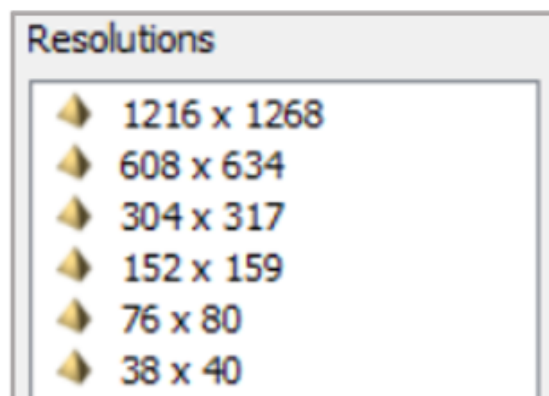 Resolutions
1216 x 1268
608 x 634
304 x 317
152 x 159
76 x 80
38 x 40